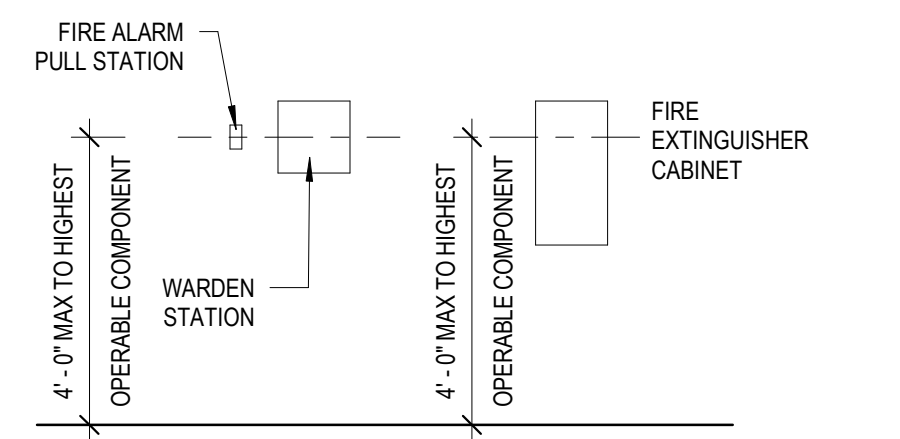 FIRE ALARM
PULL STATION
FIRE
EXTINGUISHER
CABINET
4' - 0" MAX TO HIGHEST
OPERABLE COMPONENT
WARDEN
STATION
4' - 0" MAX TO HIGHEST
OPERABLE COMPONENT